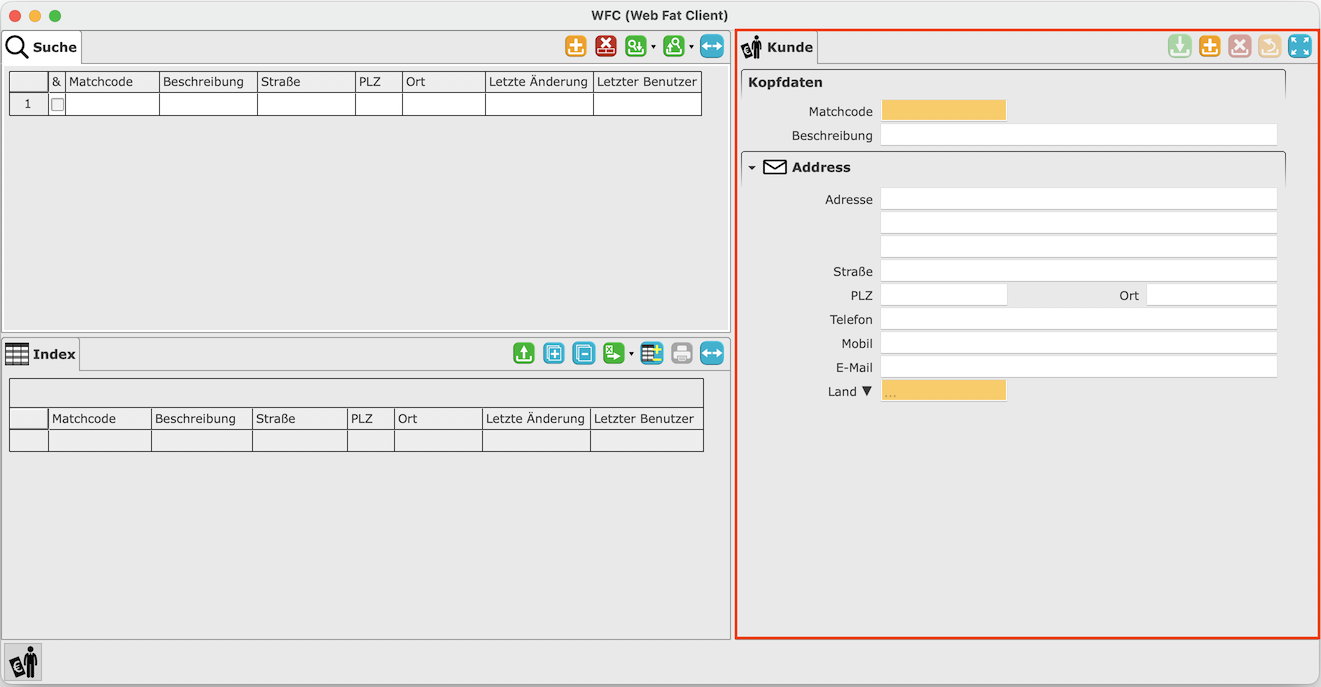 WFC (Web Fat Client)
Suche
& Matchcode Beschreibung Straße PLZ Ort Letzte Änderung Letzter Benutzer
1
Index
Matchcode Beschreibung Straße PLZ Ort Letzte Änderung Letzter Benutzer
Kunde
Kopfdaten
Matchcode
Beschreibung
Address
Adresse
Straße
PLZ Ort
Telefon
Mobil
E-Mail
Land ▼ ...